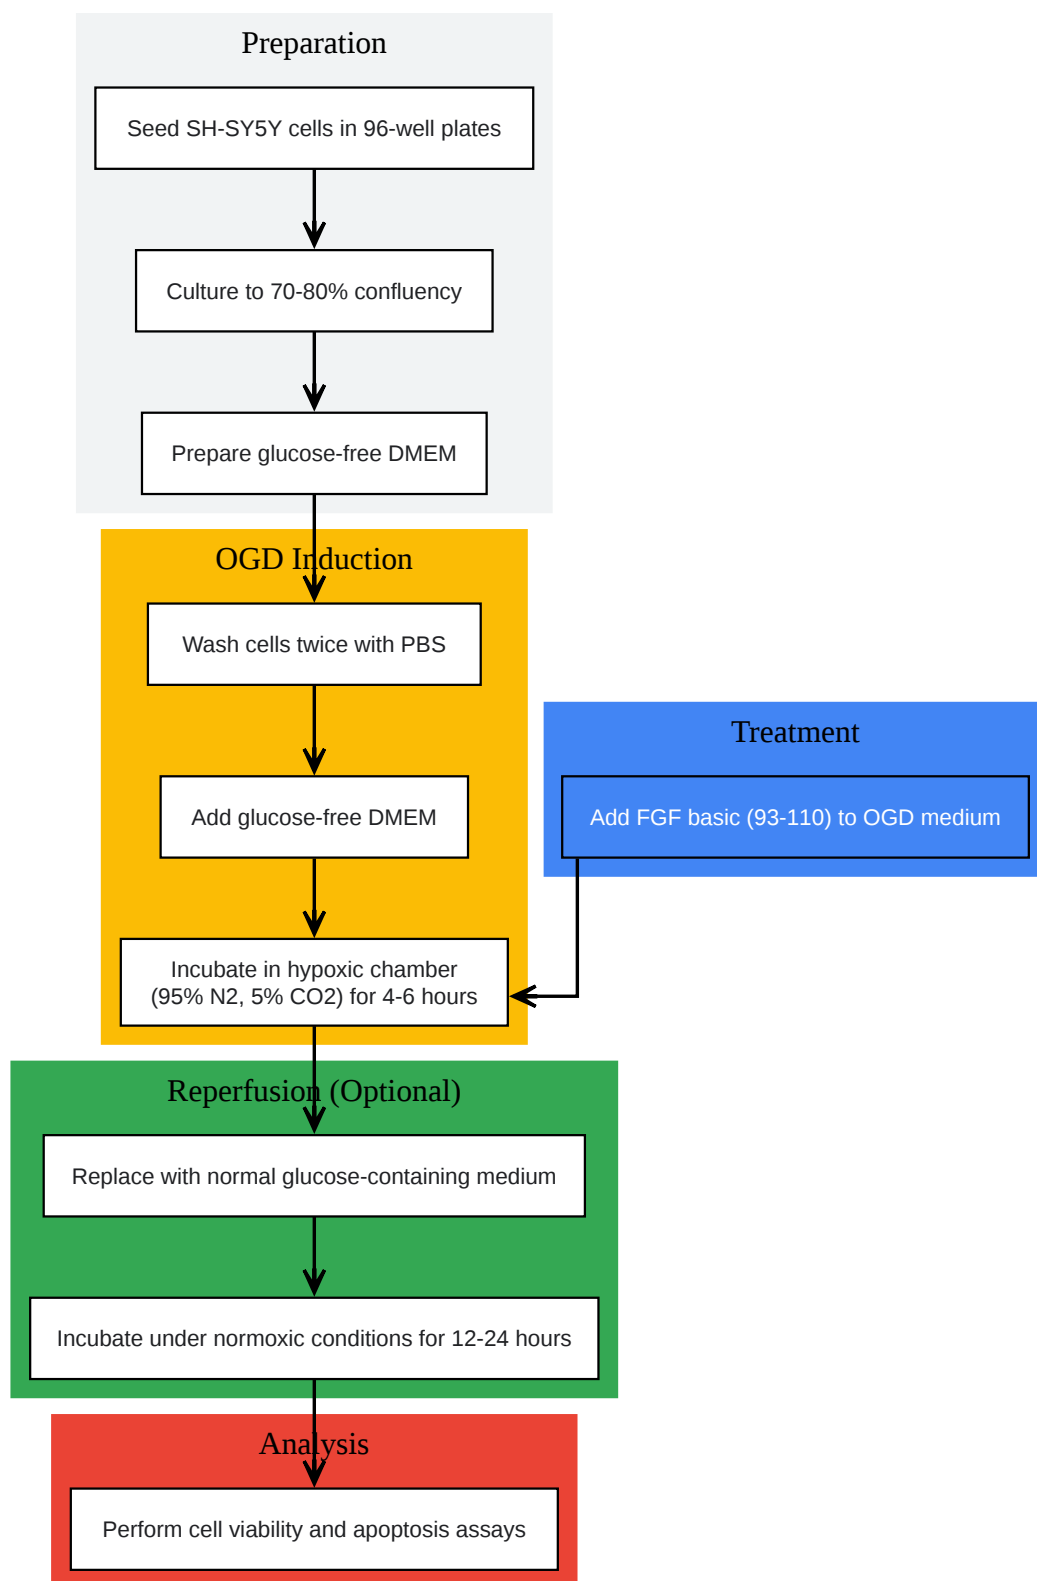 Preparation
Seed SH-SY5Y cells in 96-well plates
Culture to 70-80% confluency
Prepare glucose-free DMEM
OGD Induction
Wash cells twice with PBS
Add glucose-free DMEM
Treatment
Add FGF basic (93-110) to OGD medium
Incubate in hypoxic chamber
(95% N2, 5% CO2) for 4-6 hours
Reperfusion (Optional)
Replace with normal glucose-containing medium
Incubate under normoxic conditions for 12-24 hours
Analysis
Perform cell viability and apoptosis assays